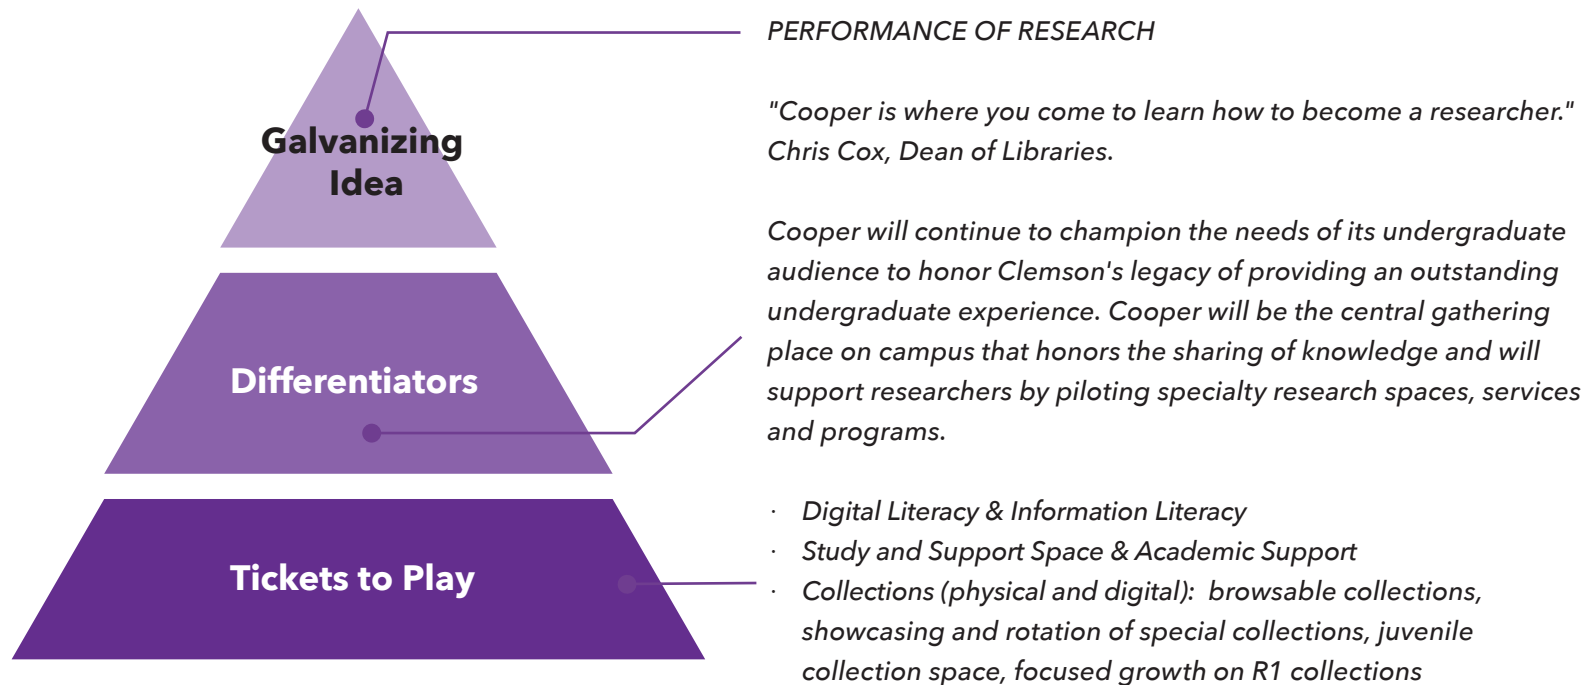 PERFORMANCE OF RESEARCH
"Cooper is where you come to learn how to become a researcher."
Chris Cox, Dean of Libraries.
Galvanizing
Idea
Cooper will continue to champion the needs of its undergraduate
audience to honor Clemson's legacy of providing an outstanding
undergraduate experience. Cooper will be the central gathering
place on campus that honors the sharing of knowledge and will
support researchers by piloting specialty research spaces, services
and programs.
Differentiators
· Digital Literacy & Information Literacy
· Study and Support Space & Academic Support
· Collections (physical and digital): browsable collections,
showcasing and rotation of special collections, juvenile
collection space, focused growth on R1 collections
Tickets to Play